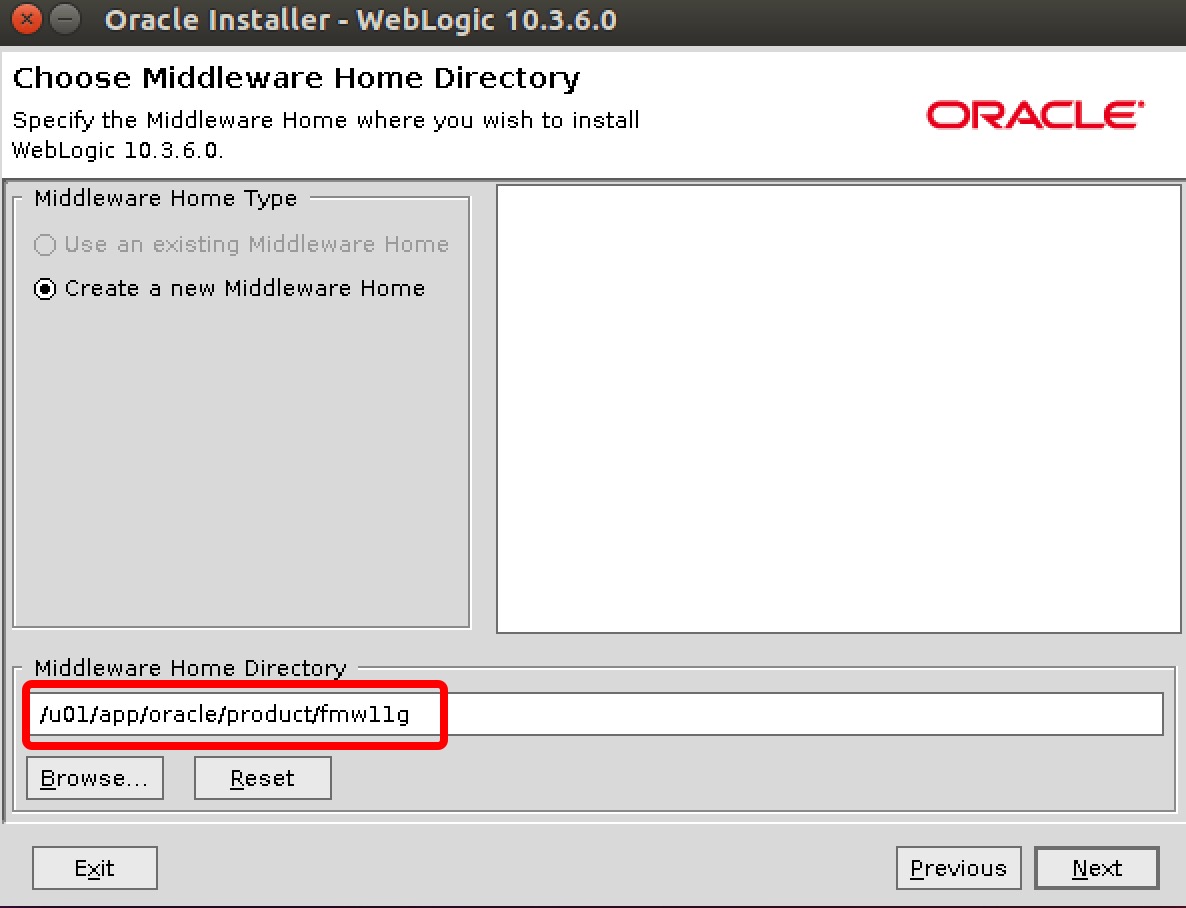 Oracle Installer - WebLogic 10.3.6.0
Choose Middleware Home Directory
Specify the Middleware Home where you wish to install
WebLogic 10.3.6.0.
ORACLE
Middleware Home Type
Use an existing Middleware Home
Create a new Middleware Home
Middleware Home Directory
/u01/app/oracle/product/fmw11g
Browse...
Reset
Exit
Previous
Next